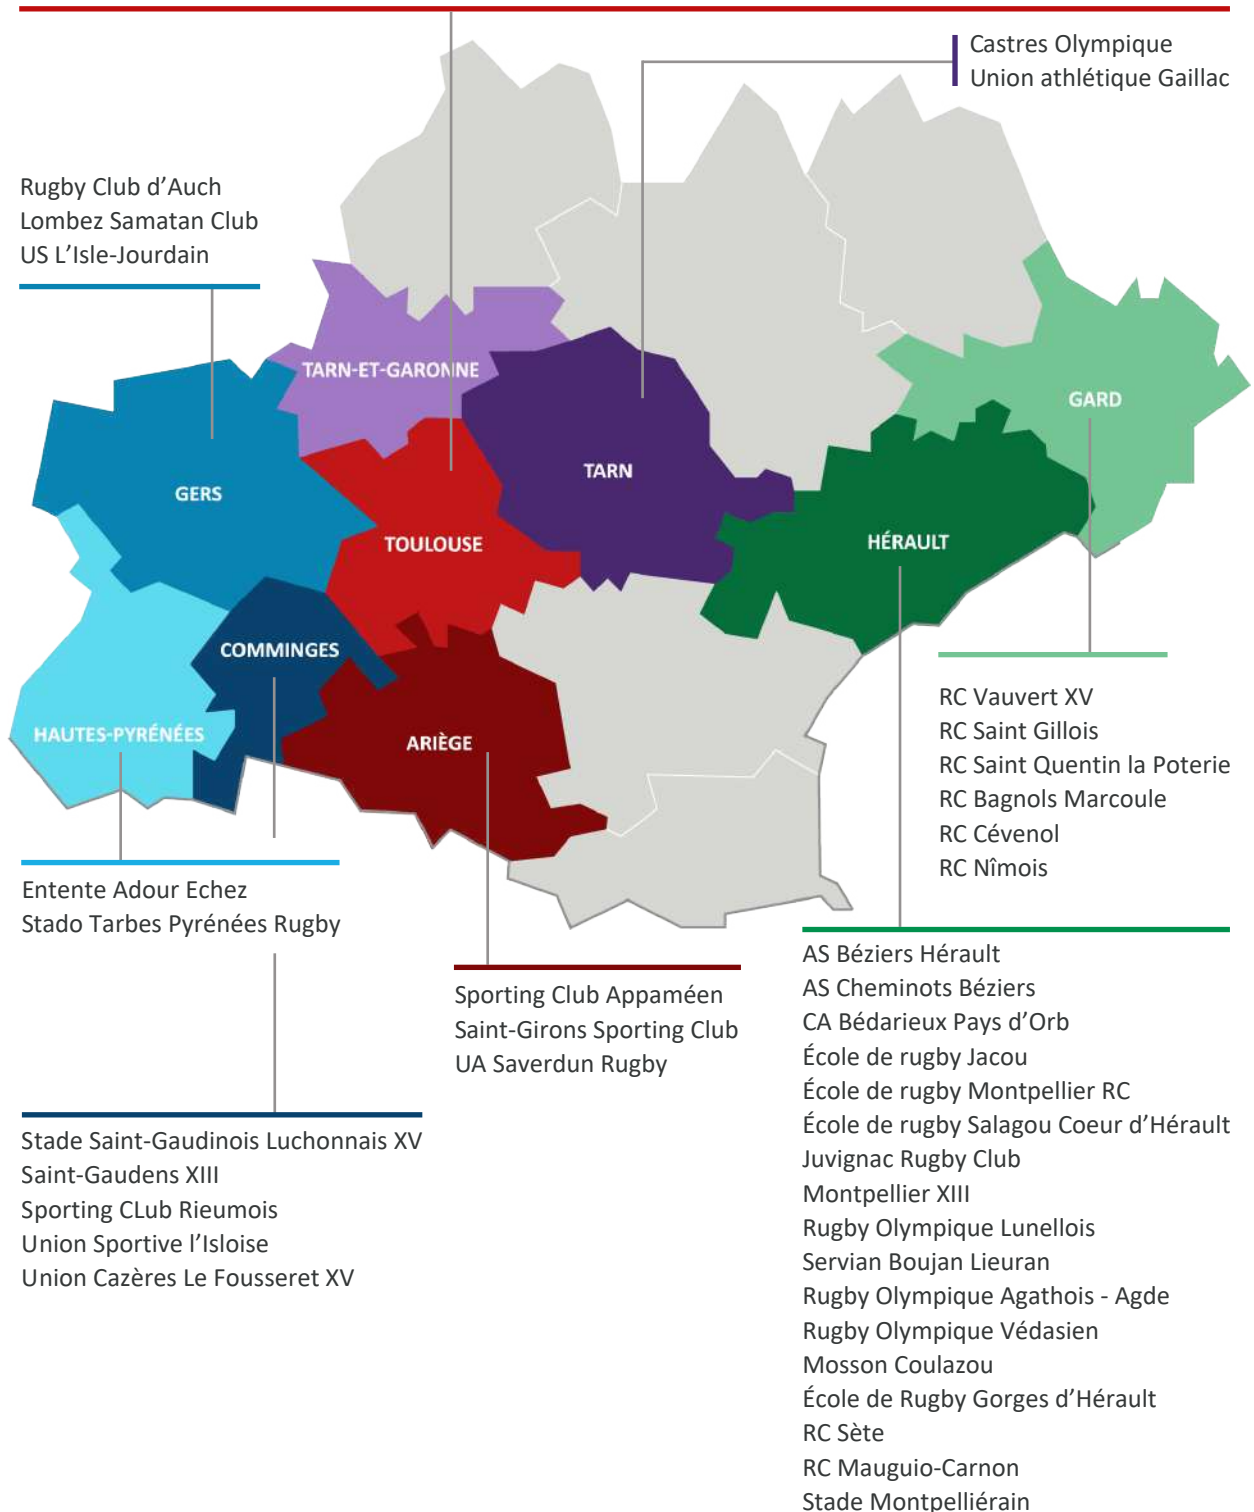 Castres Olympique
Union athlétique Gaillac
Rugby Club d’Auch
Lombez Samatan Club
US L’Isle-Jourdain
TARN-ET-GARONNE
GARD
TARN
GERS
TOULOUSE
HÉRAULT
COMMINGES
HAUTES-PYRÉNÉES
ARIÈGE
RC Vauvert XV
RC Saint Gillois
RC Saint Quentin la Poterie
RC Bagnols Marcoule
RC Cévenol
RC Nîmois
Entente Adour Echez
Stado Tarbes Pyrénées Rugby
Sporting Club Appaméen
Saint-Girons Sporting Club
UA Saverdun Rugby
Stade Saint-Gaudinois Luchonnais XV
Saint-Gaudens XIII
Sporting CLub Rieumois
Union Sportive l’Isloise
Union Cazères Le Fousseret XV
AS Béziers Hérault
AS Cheminots Béziers
CA Bédarieux Pays d’Orb
École de rugby Jacou
École de rugby Montpellier RC
École de rugby Salagou Coeur d’Hérault
Juvignac Rugby Club
Montpellier XIII
Rugby Olympique Lunellois
Servian Boujan Lieuran
Rugby Olympique Agathois - Agde
Rugby Olympique Védasien
Mosson Coulazou
École de Rugby Gorges d’Hérault
RC Sète
RC Mauguio-Carnon
Stade Montpelliérain